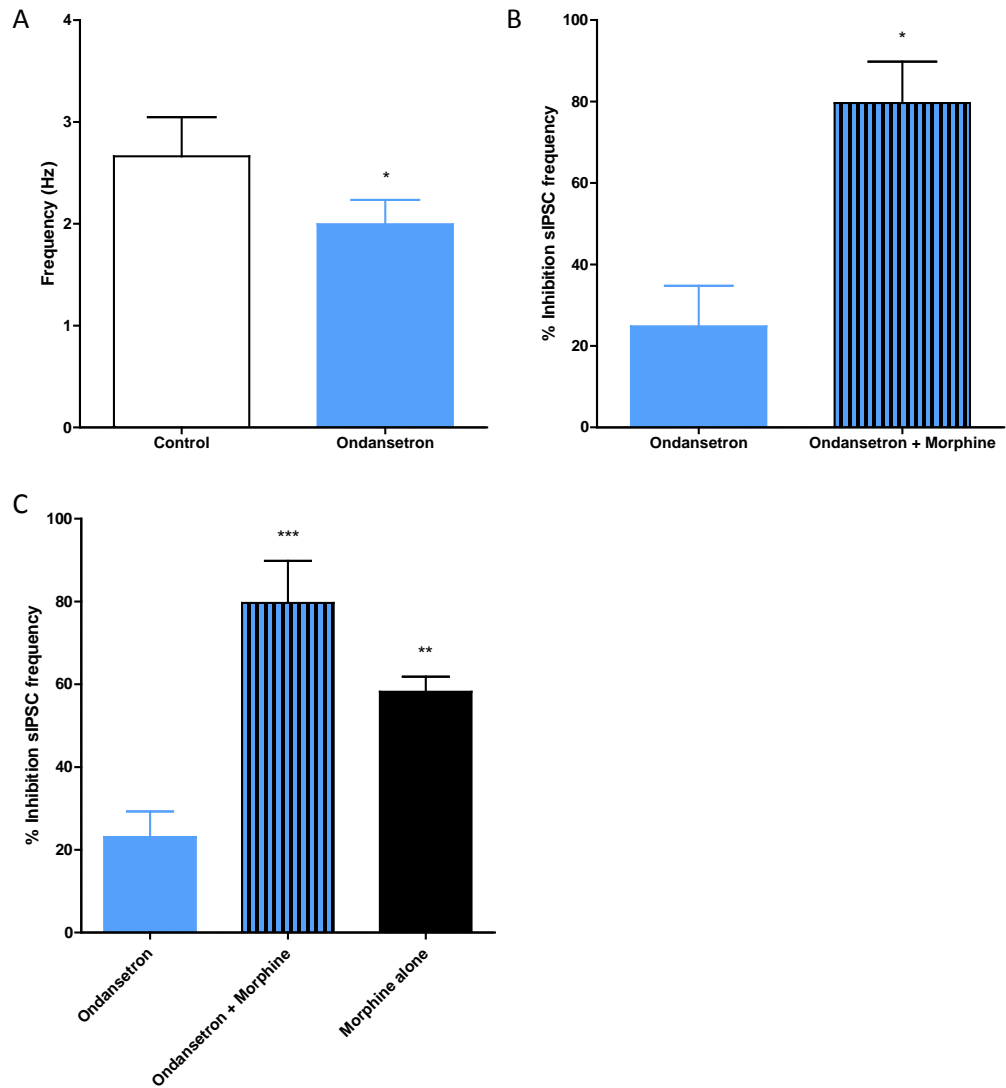 A
Frequency (Hz)
4
3
2
1
0
*
Control
Ondansetron
B
% Inhibition sIPSC frequency
100
80
60
40
20
0
*
Ondansetron
Ondansetron + Morphine
C
% Inhibition sIPSC frequency
100
80
60
40
20
0
***
**
Ondansetron
Ondansetron + Morphine
Morphine alone